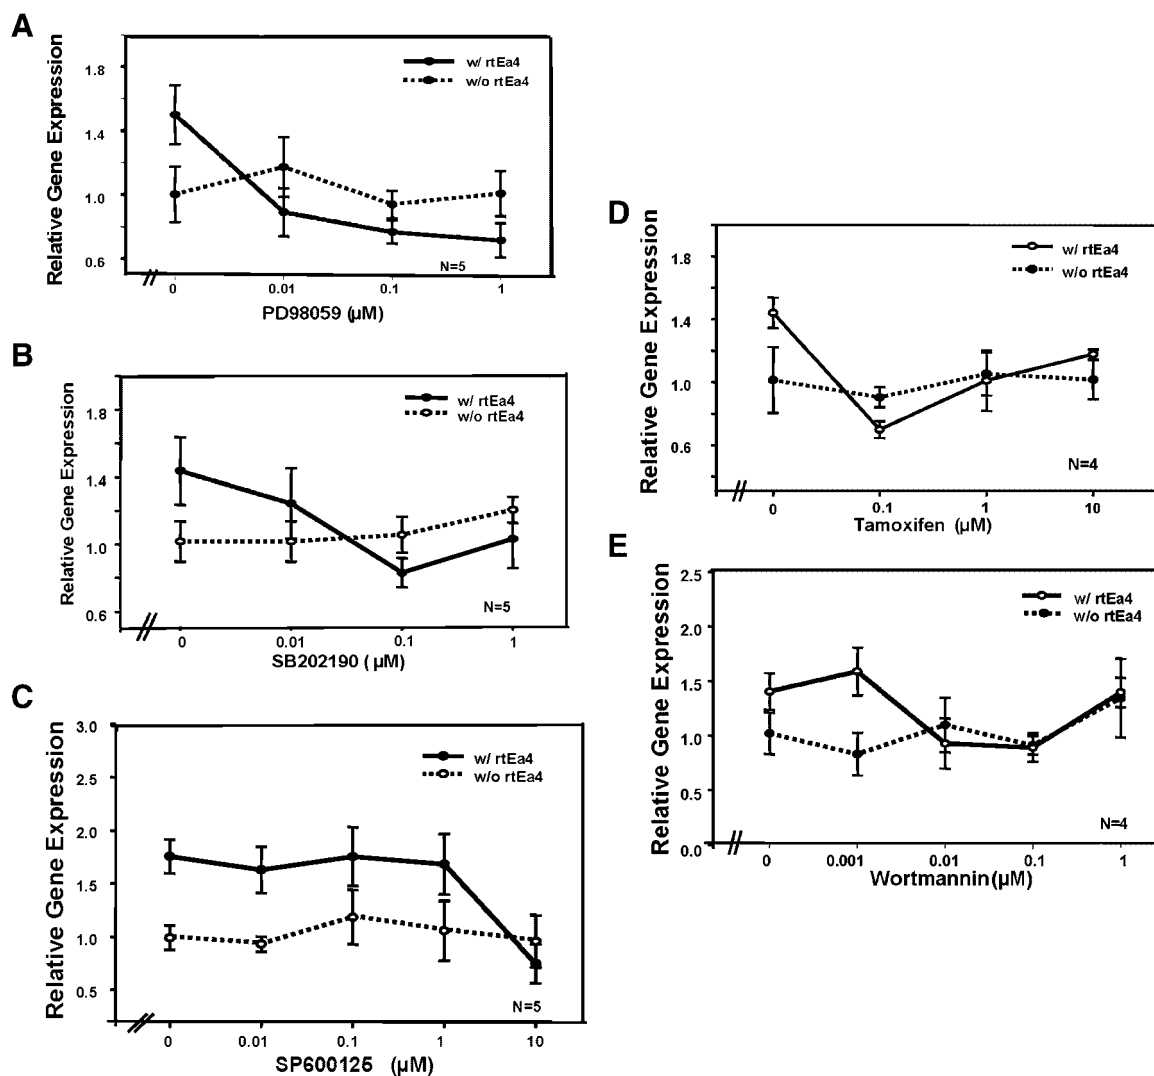 A
Relative Gene Expression
1.8
1.4
1.0
0.6
w/ rtEa4
w/o rtEa4
N=5
0 0.01 0.1 1
PD98059 (µM)
B
Relative Gene Expression
1.8
1.4
1.0
0.6
w/ rtEa4
w/o rtEa4
N=5
0 0.01 0.1 1
SB202190 ( µM)
C
Relative Gene Expression
3.0
2.5
2.0
1.5
1.0
0.5
w/ rtEa4
w/o rtEa4
N=5
0 0.01 0.1 1 10
SP600125 (µM)
D
Relative Gene Expression
1.8
1.4
1.0
0.6
w/ rtEa4
w/o rtEa4
N=4
0 0.1 1 10
Tamoxifen (µM)
E
Relative Gene Expression
2.5
2.0
1.5
1.0
0.5
0.0
w/ rtEa4
w/o rtEa4
N=4
0 0.001 0.01 0.1 1
Wortmannin(µM)